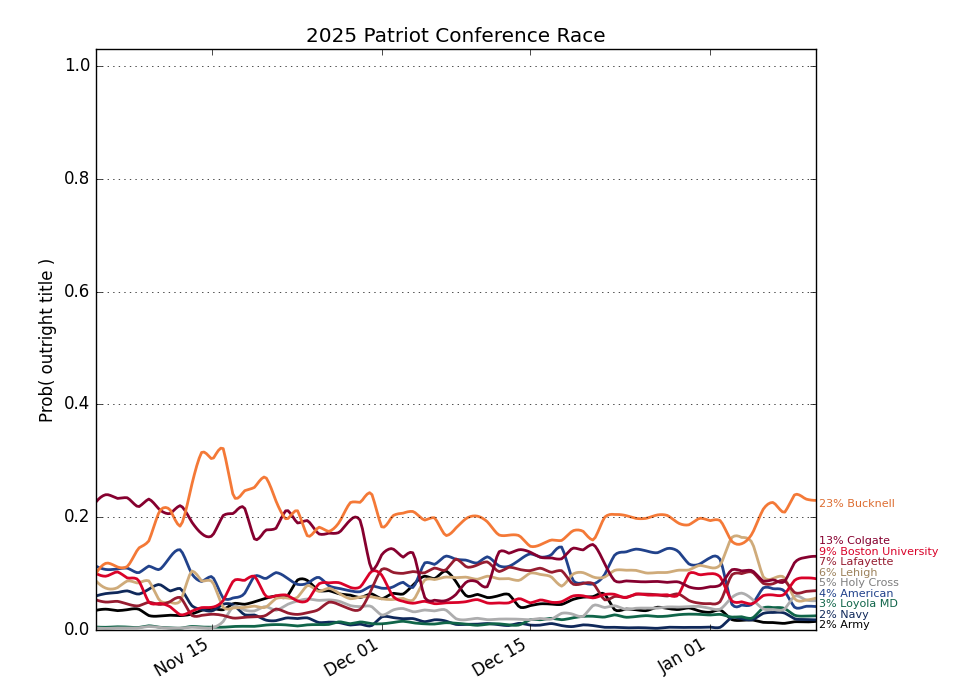 2025 Patriot Conference Race
Prob( outright title )
1.0
0.8
0.6
0.4
0.2
0.0
Nov 15
Dec 01
Dec 15
Jan 01
23% Bucknell
13% Colgate
9% Boston University
7% Lafayette
6% Lehigh
5% Holy Cross
4% American
3% Loyola MD
2% Navy
2% Army